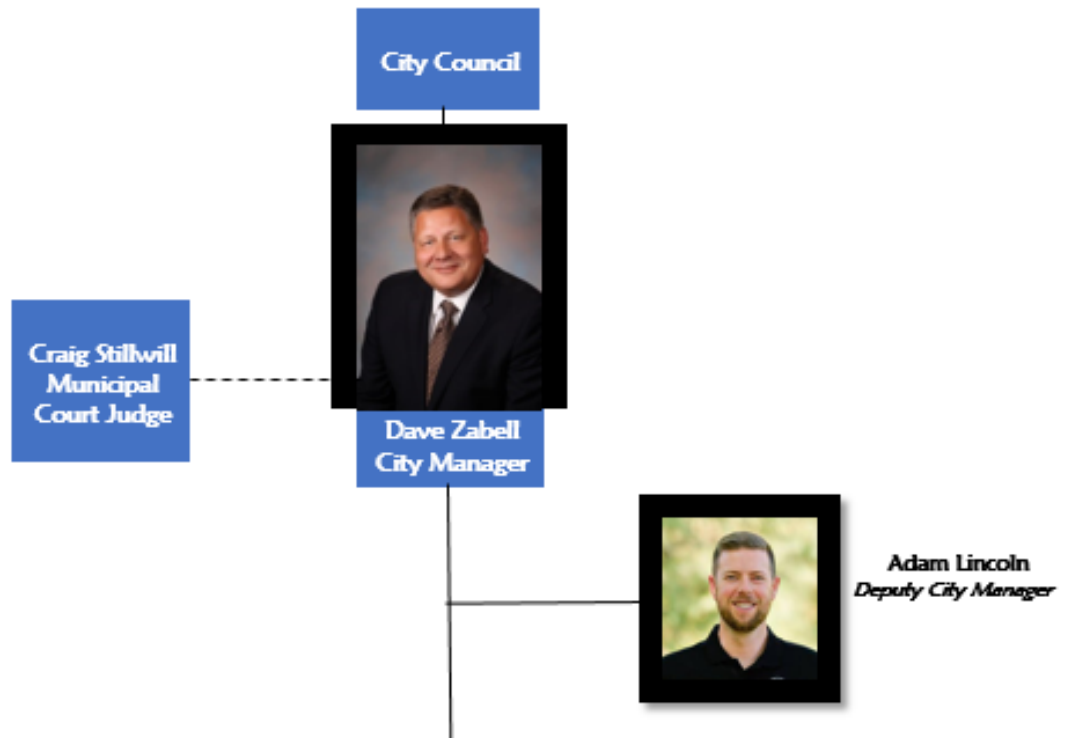 City Council
Craig Stillwill
Municipal
Court Judge
Dave Zabell
City Manager
Adam Lincoln
Deputy City Manager